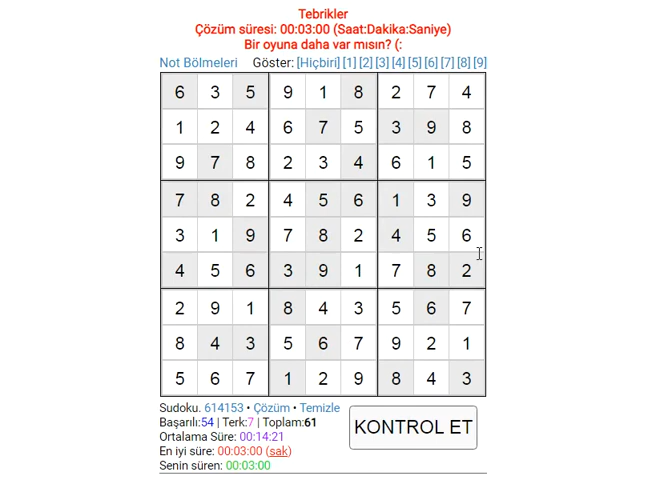 Tebrikler
Çözüm süresi: 00:03:00 (Saat:Dakika:Saniye)
Bir oyuna daha var mısın? (:
Not Bölmeleri Göster: [Hiçbiri] [1] [2] [3] [4] [5] [6] [7] [8] [9]
6 3 5 9 1 8 2 7 4
1 2 4 6 7 5 3 9 8
9 7 8 2 3 4 6 1 5
7 8 2 4 5 6 1 3 9
3 1 9 7 8 2 4 5 6
4 5 6 3 9 1 7 8 2
2 9 1 8 4 3 5 6 7
8 4 3 5 6 7 9 2 1
5 6 7 1 2 9 8 4 3
Sudoku. 614153 • Çözüm • Temizle
Başarılı:54 | Terk:7 | Toplam:61
Ortalama Süre: 00:14:21
En iyi süre: 00:03:00 (sak)
Senin süren: 00:03:00
KONTROL ET